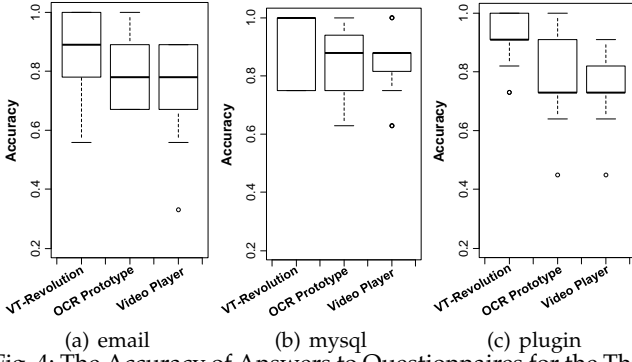 1.0
0.8
0.6
0.4
0.2
Accuracy
VT-Revolution
OCR Prototype
Video Player
(a) email
1.0
0.8
0.6
0.4
0.2
Accuracy
VT-Revolution
OCR Prototype
Video Player
(b) mysql
1.0
0.8
0.6
0.4
0.2
Accuracy
VT-Revolution
OCR Prototype
Video Player
(c) plugin
Fig. 4: The Accuracy of Answers to Questionnaires for the Th